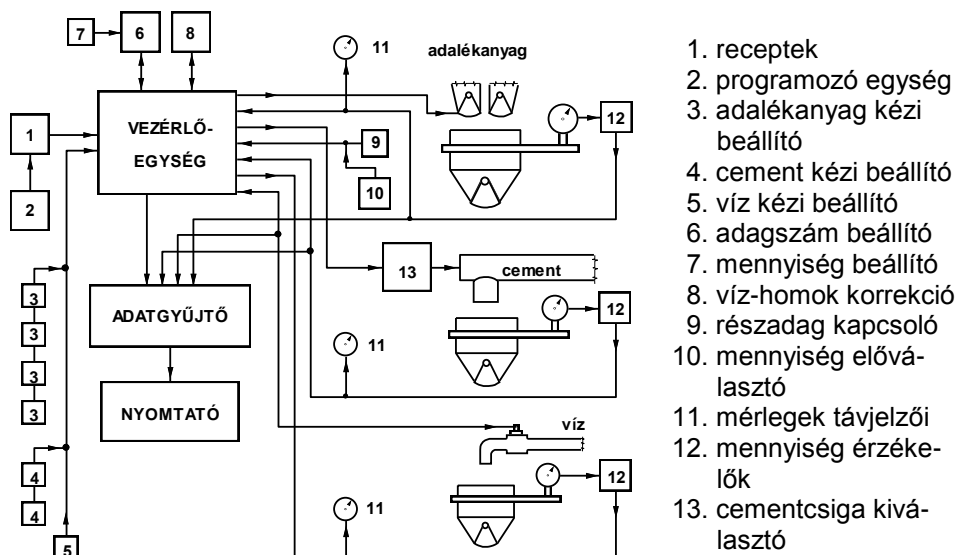 7
6
8
11
adalékanyag
1
VEZÉRLŐ-
EGYSÉG
9
12
2
10
3
3
3
3
13
cement
ADATGYŰJTŐ
12
11
NYOMTATÓ
víz
4
4
12
11
5
1. receptek
2. programozó egység
3. adalékanyag kézi
beállító
4. cement kézi beállító
5. víz kézi beállító
6. adagszám beállító
7. mennyiség beállító
8. víz-homok korrekció
9. részadag kapcsoló
10. mennyiség elővá-
lasztó
11. mérlegek távjelzői
12. mennyiség érzéke-
lők
13. cementcsiga kivá-
lasztó